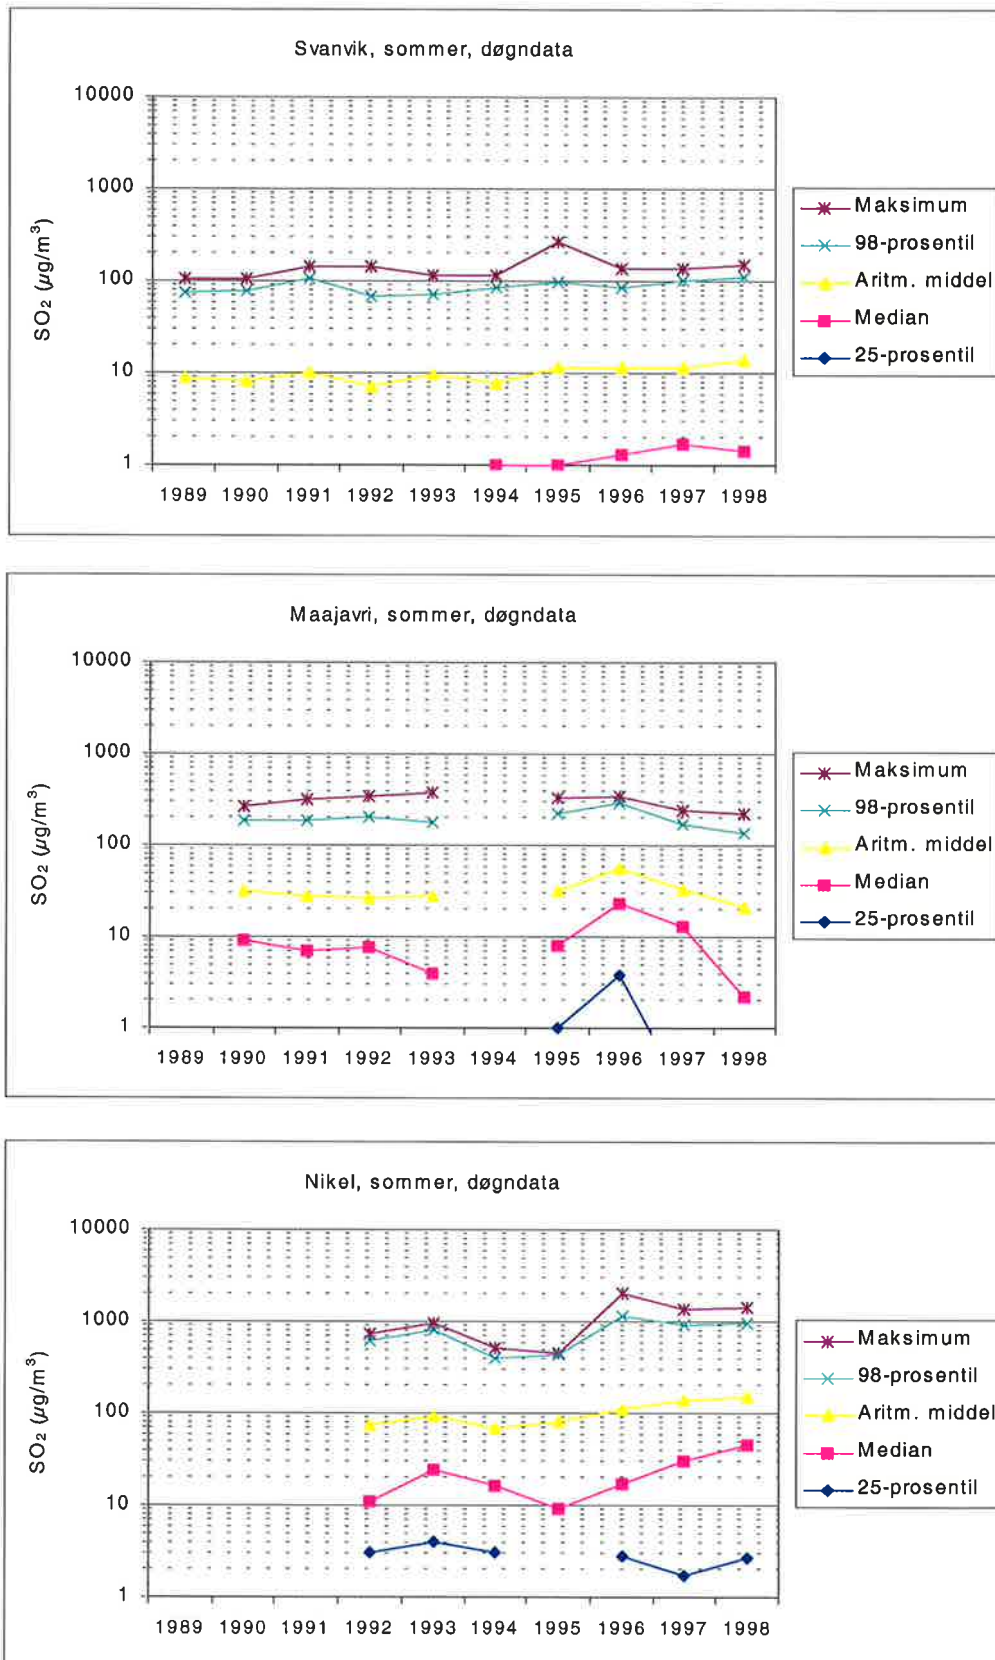 Svanvik, sommer, døgndata
10000
1000
100
10
1
SO₂ (µg/m³)
1989 1990 1991 1992 1993 1994 1995 1996 1997 1998
Maksimum
98-prosentil
Aritm. middel
Median
25-prosentil
Maajavri, sommer, døgndata
10000
1000
100
10
1
SO₂ (µg/m³)
1989 1990 1991 1992 1993 1994 1995 1996 1997 1998
Maksimum
98-prosentil
Aritm. middel
Median
25-prosentil
Nikel, sommer, døgndata
10000
1000
100
10
1
SO₂ (µg/m³)
1989 1990 1991 1992 1993 1994 1995 1996 1997 1998
Maksimum
98-prosentil
Aritm. middel
Median
25-prosentil